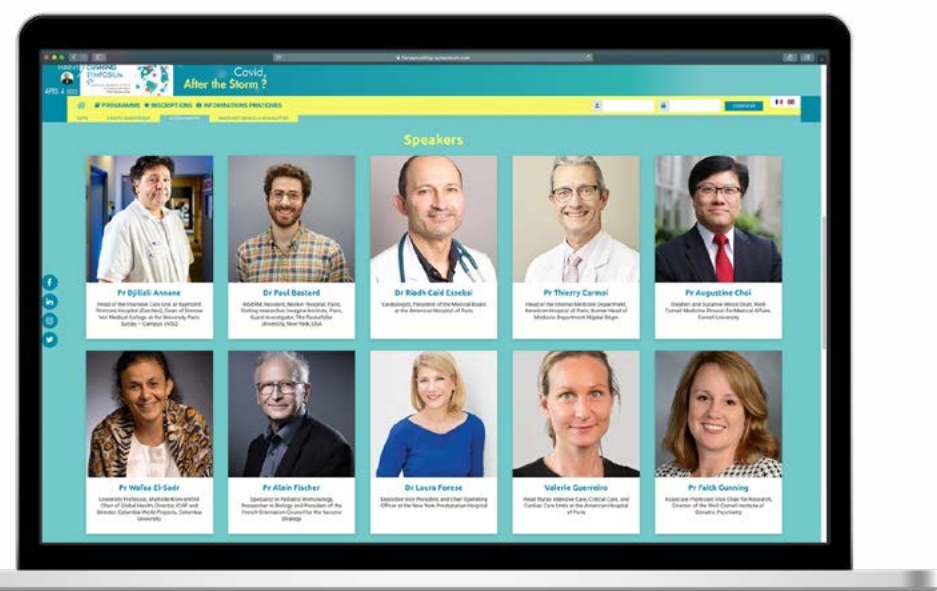 harveycushing-symposium.com
HARVEY CUSHING
SYMPOSIUM
APRIL 4 2022
Covid,
After the Storm ?
PROGRAMME INSCRIPTIONS INFORMATIONS PRATIQUES
Speakers
Pr Djillali Annane
Head of the Intensive Care Unit at Raymond
Poincaré Hospital (Garches), Dean of Simone
Veil Medical College at the University Paris
Saclay – Campus UVSQ
Dr Paul Bastard
INSERM, Resident, Necker Hospital, Paris,
Visiting researcher, Imagine Institute, Paris,
Guest Investigator, The Rockefeller
University, New York, USA
Dr Riadh Caïd Essebsi
Cardiologist, President of the Medical Board
at the American Hospital of Paris
Pr Thierry Carmoi
Head of the Internal Medicine Department,
American Hospital of Paris, former Head of
Medicine Department Hôpital Bégin
Pr Augustine Choi
Stephen and Suzanne Weiss Dean, Weill
Cornell Medicine Provost for Medical Affairs,
Cornell University
Pr Wafaa El-Sadr
University Professor, Mathilde Krim-amfAR
Chair of Global Health, Director, ICAP and
Director, Columbia World Projects, Columbia
University
Pr Alain Fischer
Specialist in Pediatric Immunology,
Researcher in Biology and President of the
French Orientation Council for the Vaccine
Strategy
Dr Laura Forese
Executive Vice President and Chief Operating
Officer at the New York Presbyterian Hospital
Valerie Guerreiro
Head Nurse Intensive Care, Critical Care, and
Cardiac Care Units at the American Hospital
of Paris
Pr Faith Gunning
Associate Professor, Vice Chair for Research,
Director of the Weill Cornell Institute of
Geriatric Psychiatry